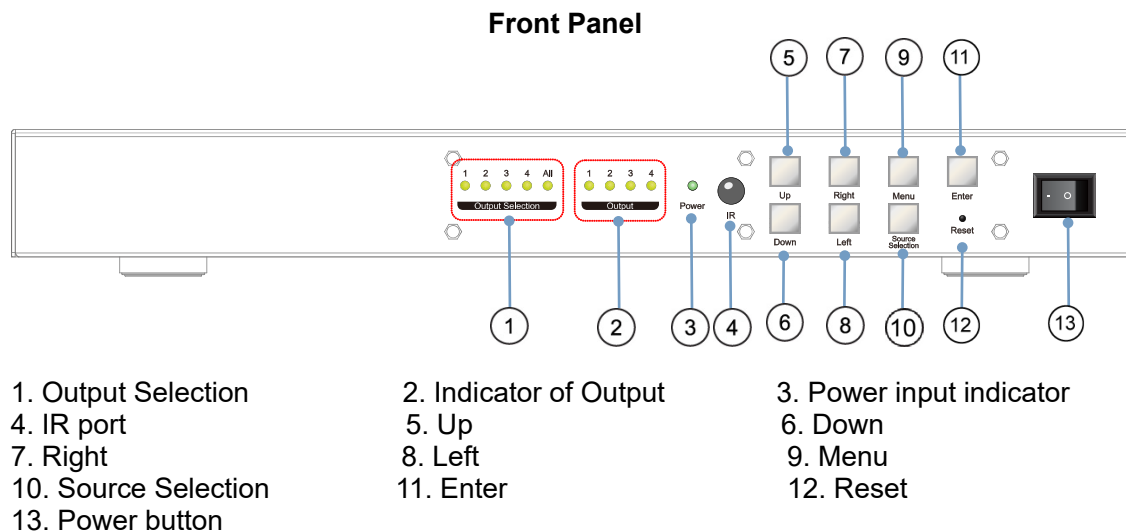 Front Panel
5 7 9 11
1 2 3 4 All
Output Selection
1 2 3 4
Output
Power
IR
Up Right Menu Enter
Down Left Source Selection Reset
- O
1 2 3 4 6 8 10 12 13
1. Output Selection 2. Indicator of Output 3. Power input indicator
4. IR port 5. Up 6. Down
7. Right 8. Left 9. Menu
10. Source Selection 11. Enter 12. Reset
13. Power button